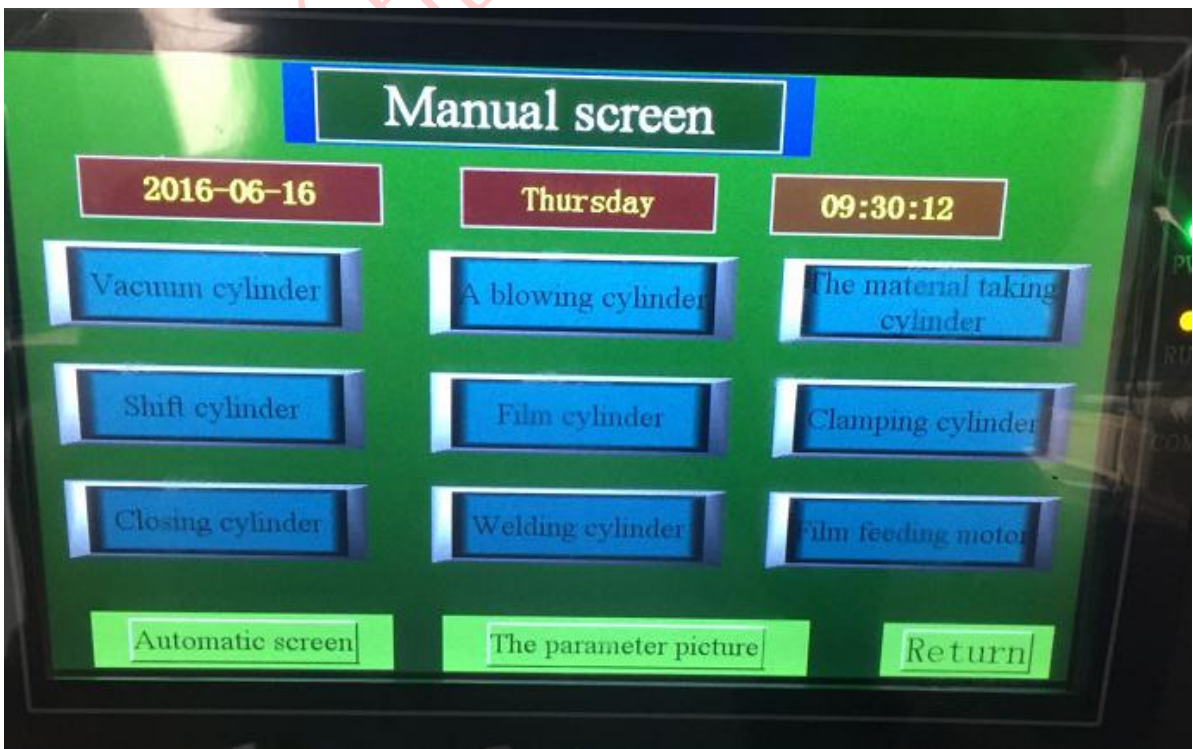 Manual screen
2016-06-16
Thursday
09:30:12
Vacuum cylinder
A blowing cylinder
The material taking
cylinder
Shift cylinder
Film cylinder
Clamping cylinder
Closing cylinder
Welding cylinder
Film feeding motor
Automatic screen
The parameter picture
Return